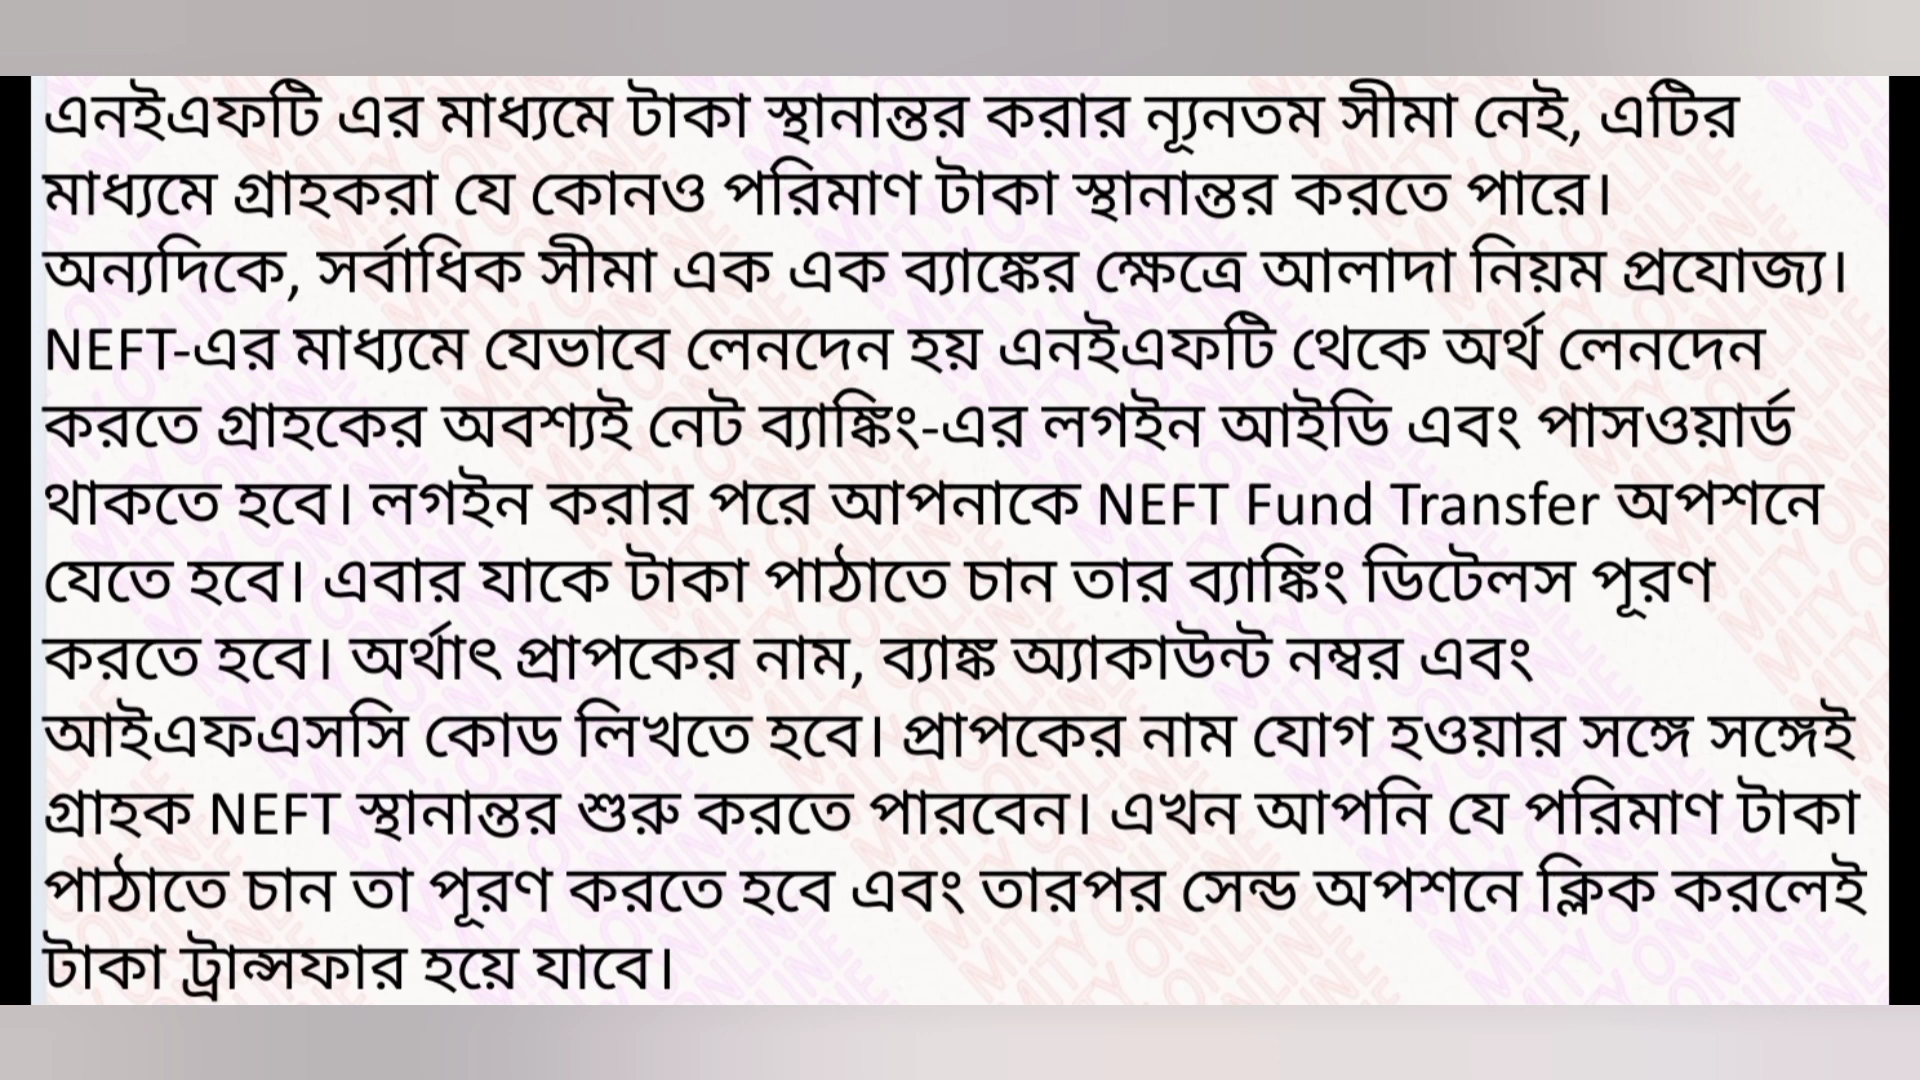 এনইএফটি এর মাধ্যমে টাকা স্থানান্তর করার ন্যূনতম সীমা নেই, এটির
মাধ্যমে গ্রাহকরা যে কোনও পরিমাণ টাকা স্থানান্তর করতে পারে।
অন্যদিকে, সর্বাধিক সীমা এক এক ব্যাঙ্কের ক্ষেত্রে আলাদা নিয়ম প্রযোজ্য।
NEFT-এর মাধ্যমে যেভাবে লেনদেন হয় এনইএফটি থেকে অর্থ লেনদেন
করতে গ্রাহকের অবশ্যই নেট ব্যাঙ্কিং-এর লগইন আইডি এবং পাসওয়ার্ড
থাকতে হবে। লগইন করার পরে আপনাকে NEFT Fund Transfer অপশনে
যেতে হবে। এবার যাকে টাকা পাঠাতে চান তার ব্যাঙ্কিং ডিটেলস পূরণ
করতে হবে। অর্থাৎ প্রাপকের নাম, ব্যাঙ্ক অ্যাকাউন্ট নম্বর এবং
আইএফএসসি কোড লিখতে হবে। প্রাপকের নাম যোগ হওয়ার সঙ্গে সঙ্গেই
গ্রাহক NEFT স্থানান্তর শুরু করতে পারবেন। এখন আপনি যে পরিমাণ টাকা
পাঠাতে চান তা পূরণ করতে হবে এবং তারপর সেন্ড অপশনে ক্লিক করলেই
টাকা ট্রান্সফার হয়ে যাবে।